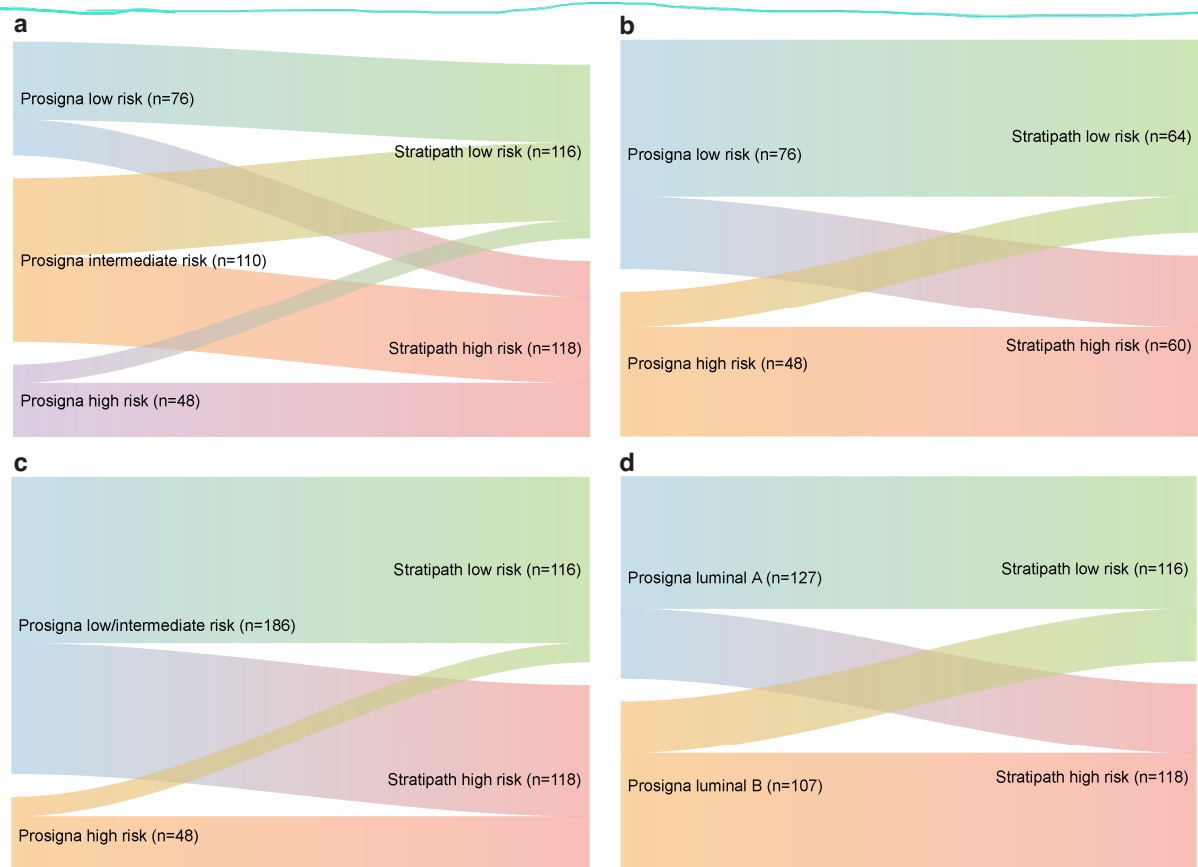 a
Prosigna low risk (n=76)
Stratipath low risk (n=116)
Prosigna intermediate risk (n=110)
Stratipath high risk (n=118)
Prosigna high risk (n=48)
b
Stratipath low risk (n=64)
Prosigna low risk (n=76)
Stratipath high risk (n=60)
Prosigna high risk (n=48)
c
Stratipath low risk (n=116)
Prosigna low/intermediate risk (n=186)
Stratipath high risk (n=118)
Prosigna high risk (n=48)
d
Stratipath low risk (n=116)
Prosigna luminal A (n=127)
Stratipath high risk (n=118)
Prosigna luminal B (n=107)